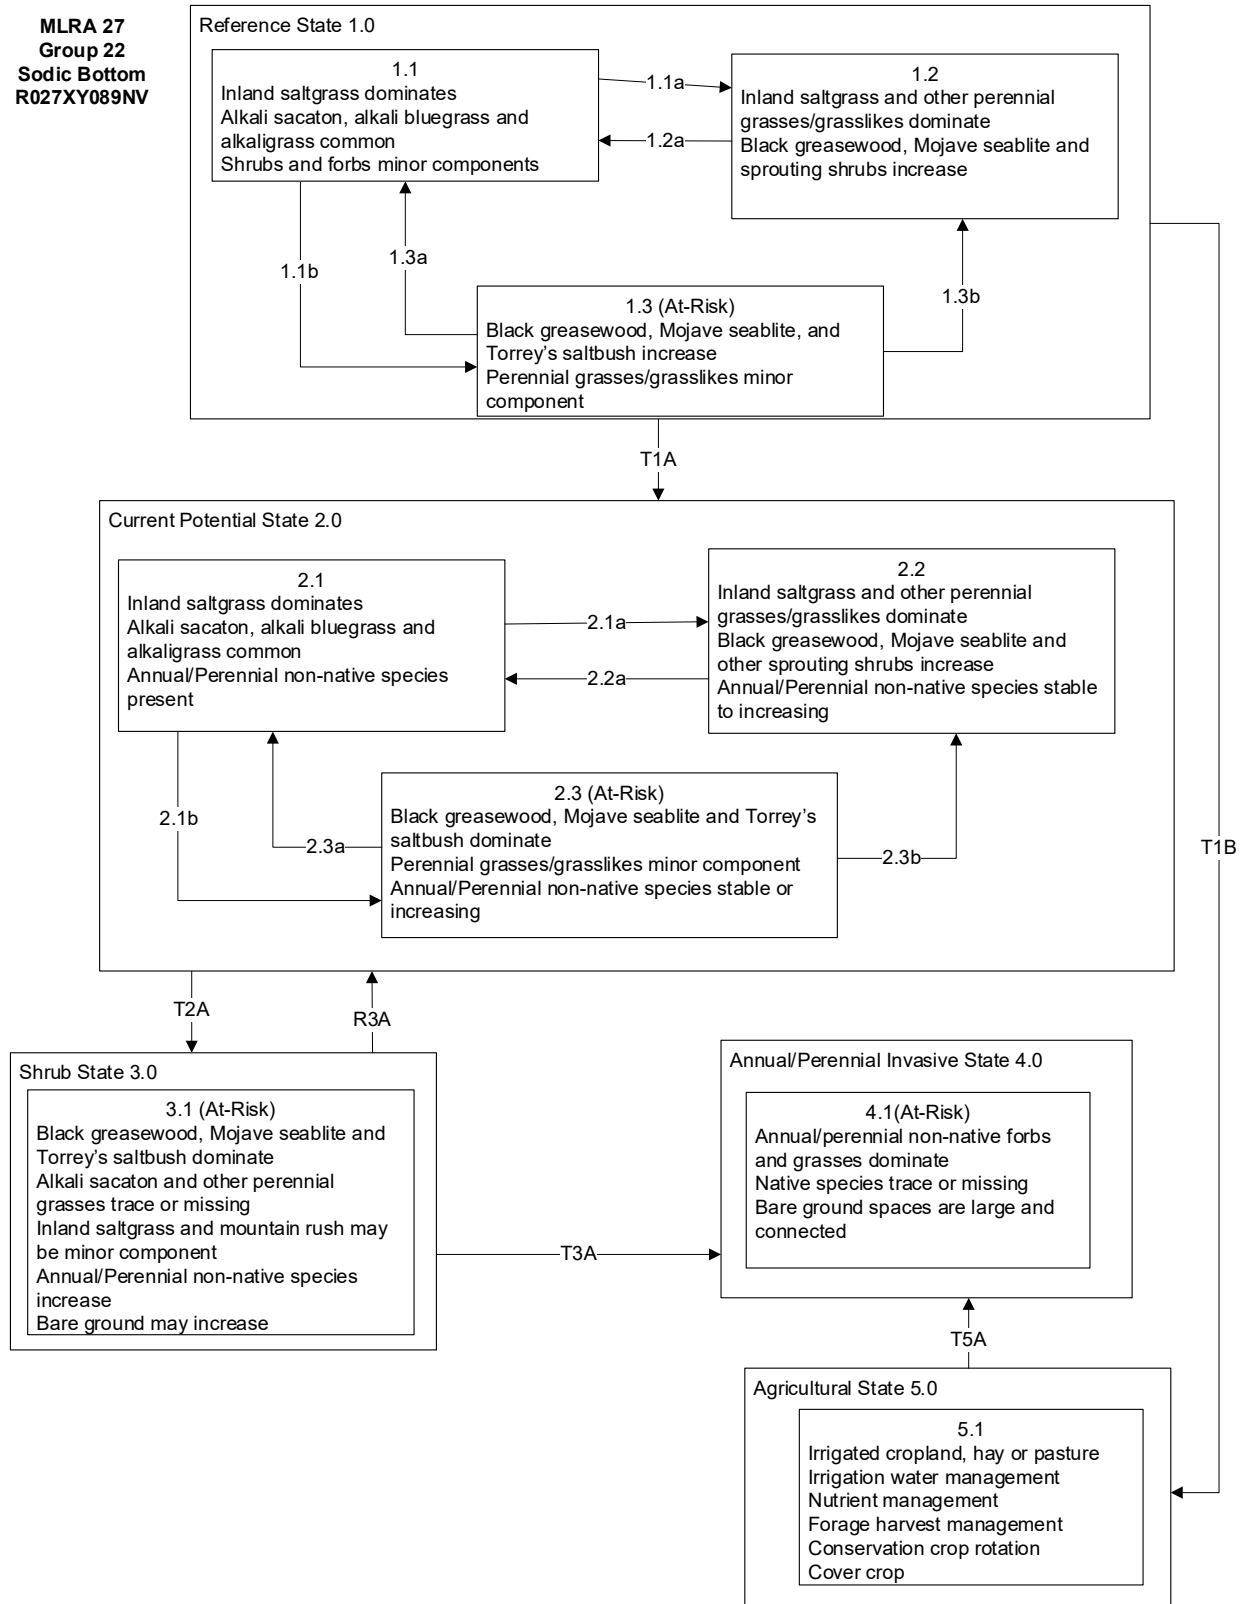 MLRA 27
Group 22
Sodic Bottom
R027XY089NV
Reference State 1.0
1.1
Inland saltgrass dominates
Alkali sacaton, alkali bluegrass and
alkaligrass common
Shrubs and forbs minor components
1.1a
1.2a
1.2
Inland saltgrass and other perennial
grasses/grasslikes dominate
Black greasewood, Mojave seablite and
sprouting shrubs increase
1.1b
1.3a
1.3b
1.3 (At-Risk)
Black greasewood, Mojave seablite, and
Torrey's saltbush increase
Perennial grasses/grasslikes minor
component
T1A
T1B
Current Potential State 2.0
2.1
Inland saltgrass dominates
Alkali sacaton, alkali bluegrass and
alkaligrass common
Annual/Perennial non-native species
present
2.1a
2.2a
2.2
Inland saltgrass and other perennial
grasses/grasslikes dominate
Black greasewood, Mojave seablite and
other sprouting shrubs increase
Annual/Perennial non-native species stable
to increasing
2.1b
2.3a
2.3b
2.3 (At-Risk)
Black greasewood, Mojave seablite and Torrey's
saltbush dominate
Perennial grasses/grasslikes minor component
Annual/Perennial non-native species stable or
increasing
T2A
R3A
Shrub State 3.0
3.1 (At-Risk)
Black greasewood, Mojave seablite and
Torrey's saltbush dominate
Alkali sacaton and other perennial
grasses trace or missing
Inland saltgrass and mountain rush may
be minor component
Annual/Perennial non-native species
increase
Bare ground may increase
T3A
Annual/Perennial Invasive State 4.0
4.1(At-Risk)
Annual/perennial non-native forbs
and grasses dominate
Native species trace or missing
Bare ground spaces are large and
connected
T5A
Agricultural State 5.0
5.1
Irrigated cropland, hay or pasture
Irrigation water management
Nutrient management
Forage harvest management
Conservation crop rotation
Cover crop